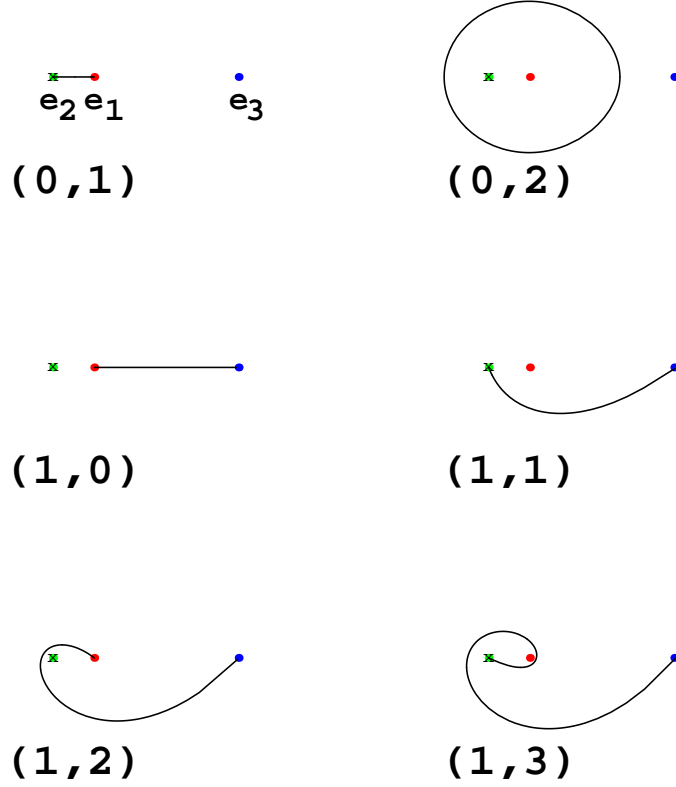 e2 e1 e3
(0,1) (0,2)
(1,0) (1,1)
(1,2) (1,3)